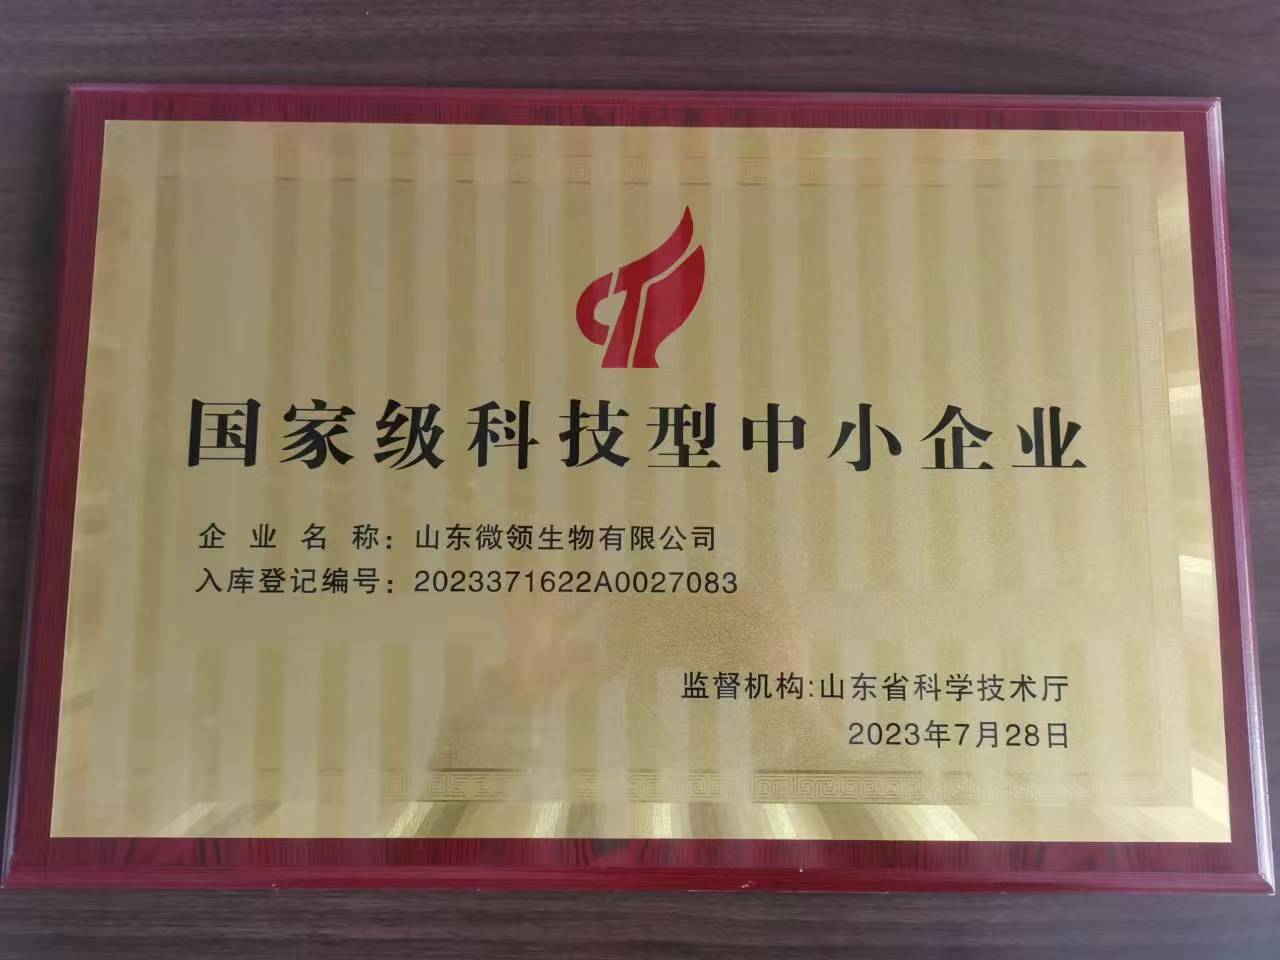 国家级科技型中小企业
企业名称：山东微领生物有限公司
入库登记编号：2023371622A0027083
监督机构:山东省科学技术厅
2023年7月28日